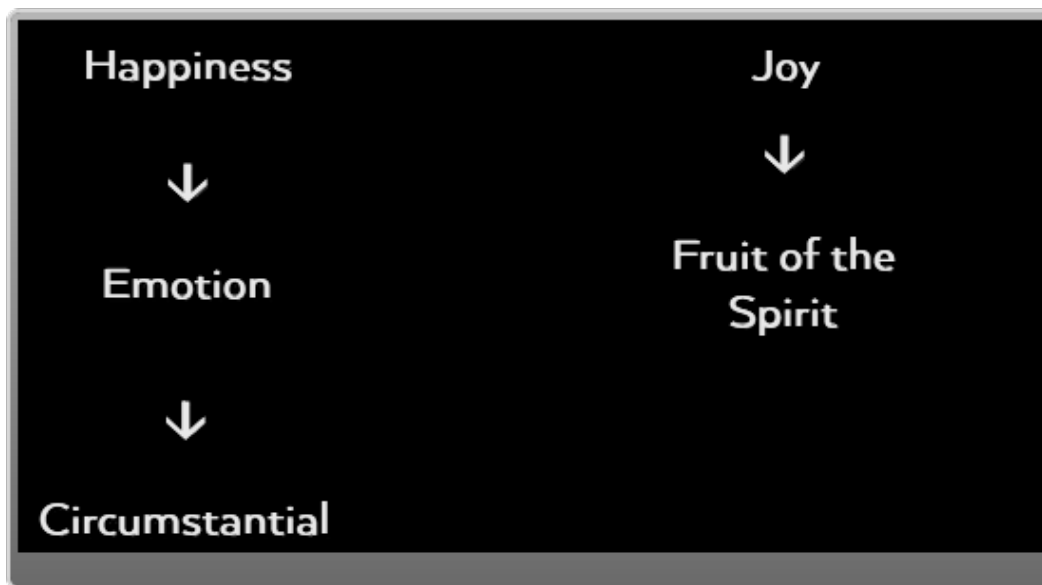 Happiness
Joy
Emotion
Fruit of the
Spirit
Circumstantial